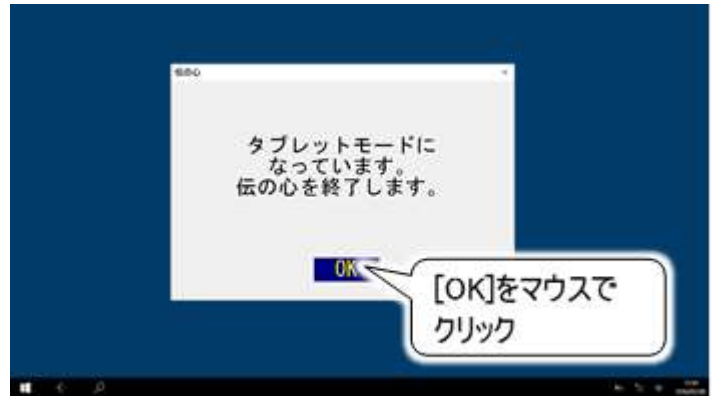 伝の心
タブレットモードに
なっています。
伝の心を終了します。
OK
[OK]をマウスで
クリック